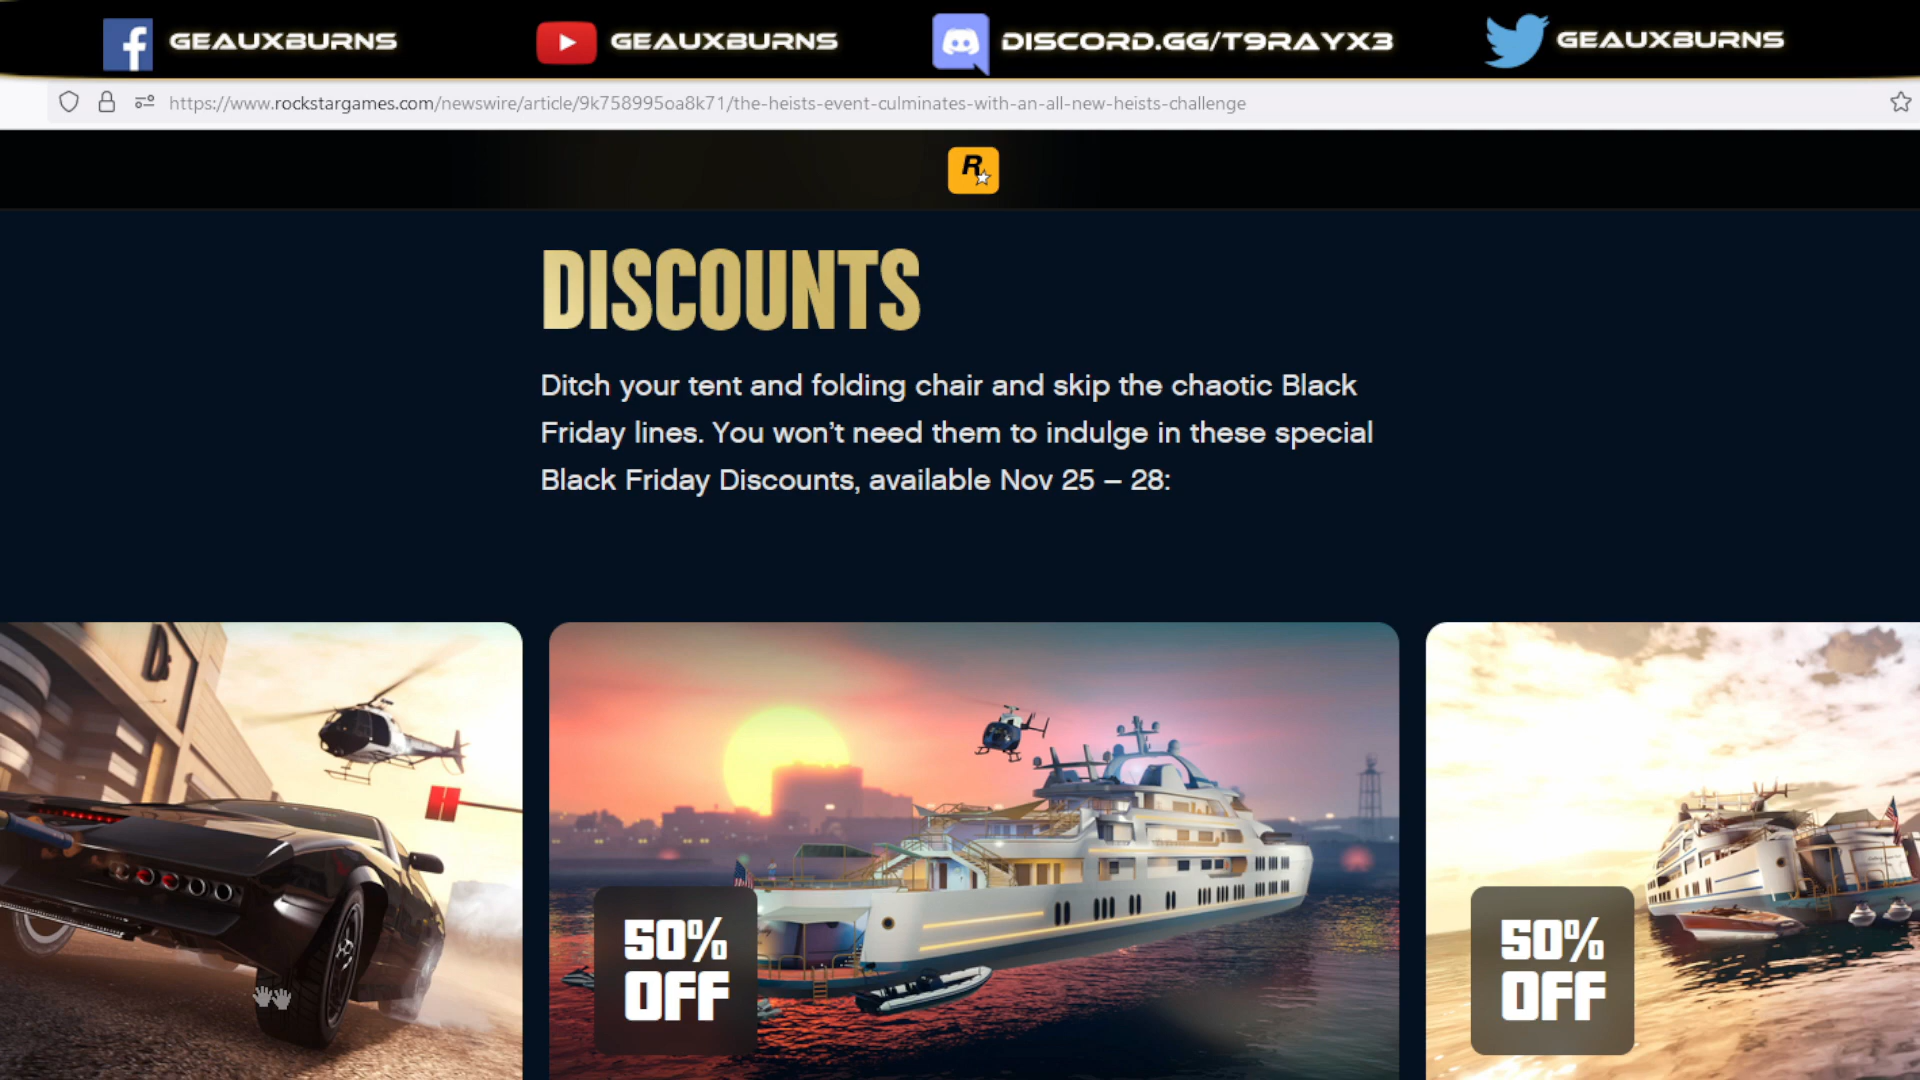 GEAUXBURNS
GEAUXBURNS
DISCORD.GG/T9RAYX3
GEAUXBURNS
https://www.rockstargames.com/newswire/article/9k758995oa8k71/the-heists-event-culminates-with-an-all-new-heists-challenge
R
DISCOUNTS
Ditch your tent and folding chair and skip the chaotic Black
Friday lines. You won’t need them to indulge in these special
Black Friday Discounts, available Nov 25 – 28:
50%
OFF
50%
OFF